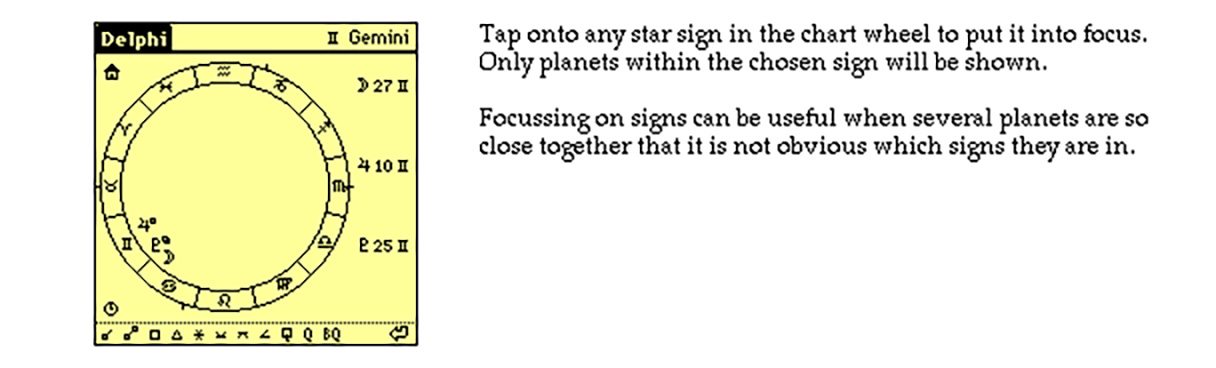 Delphi
♊ Gemini
☽ 27 ♊
♃ 10 ♊
♇ 25 ♊
Q BQ
Tap onto any star sign in the chart wheel to put it into focus.
Only planets within the chosen sign will be shown.
Focussing on signs can be useful when several planets are so
close together that it is not obvious which signs they are in.